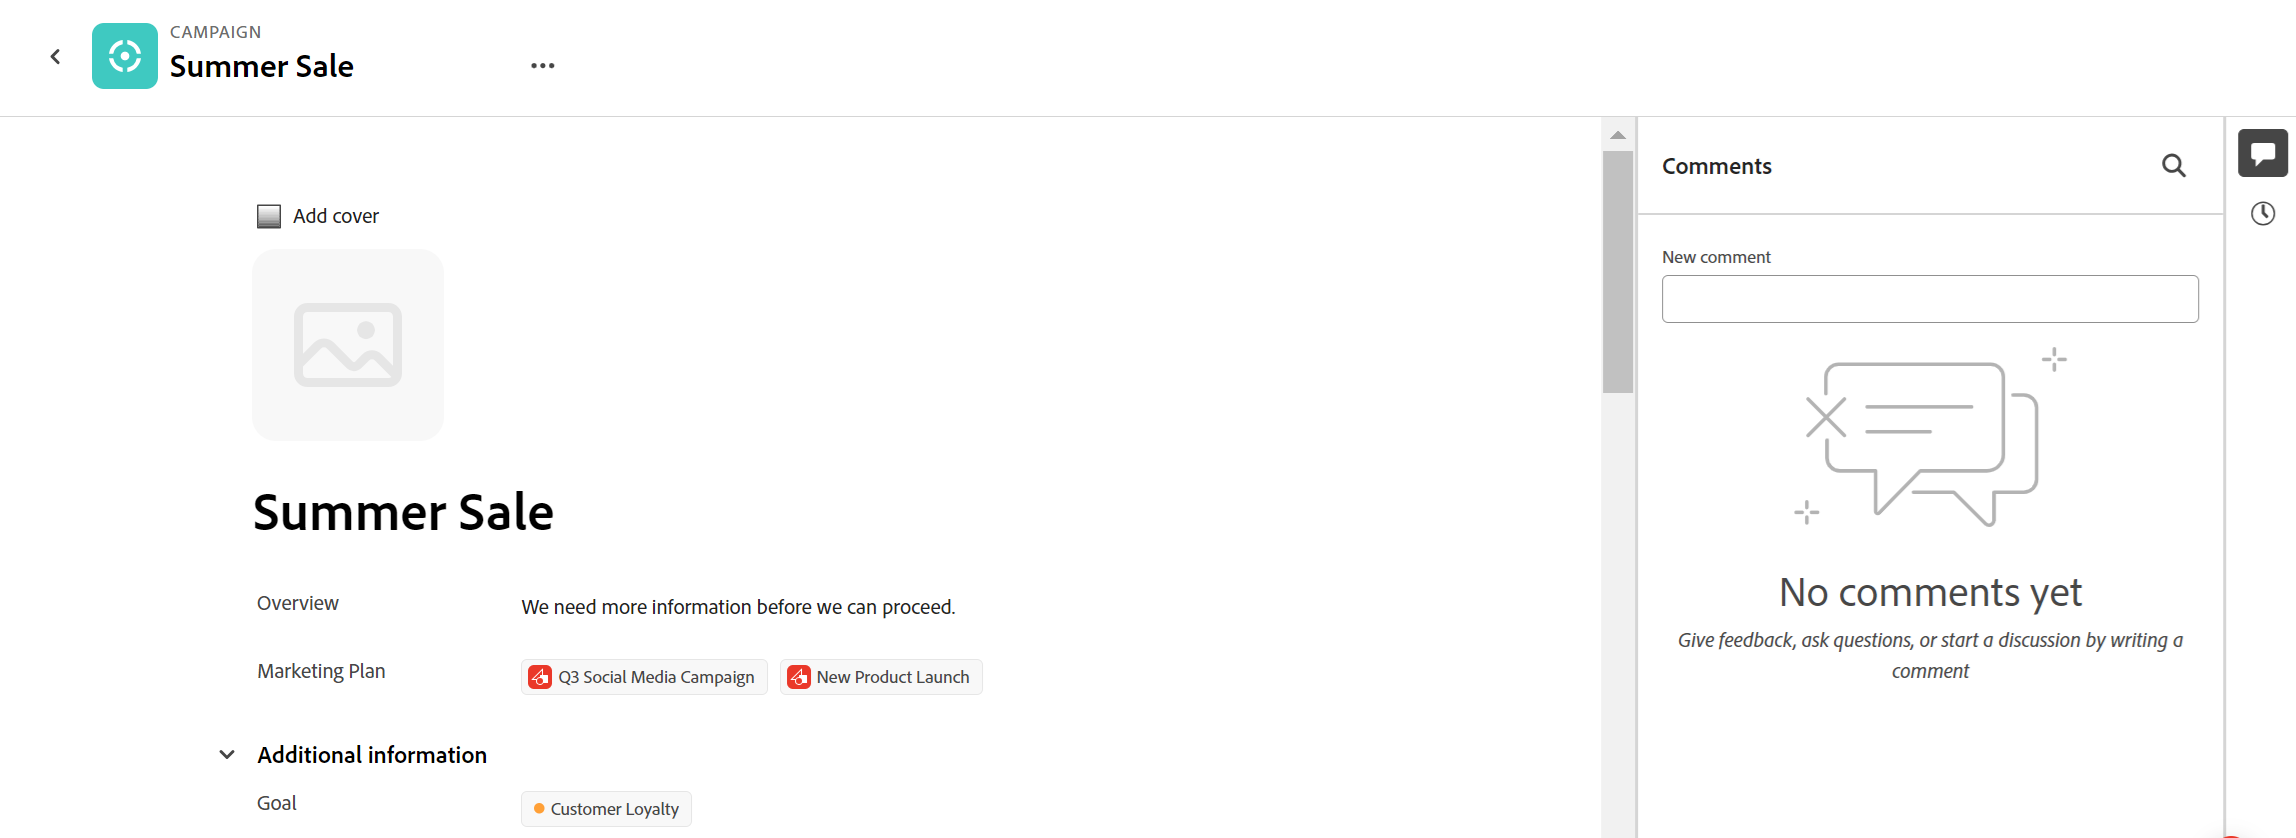 CAMPAIGN
Summer Sale
Add cover
Summer Sale
Overview
We need more information before we can proceed.
Marketing Plan
Q3 Social Media Campaign
New Product Launch
Additional information
Goal
Customer Loyalty
Comments
New comment
No comments yet
Give feedback, ask questions, or start a discussion by writing a
comment